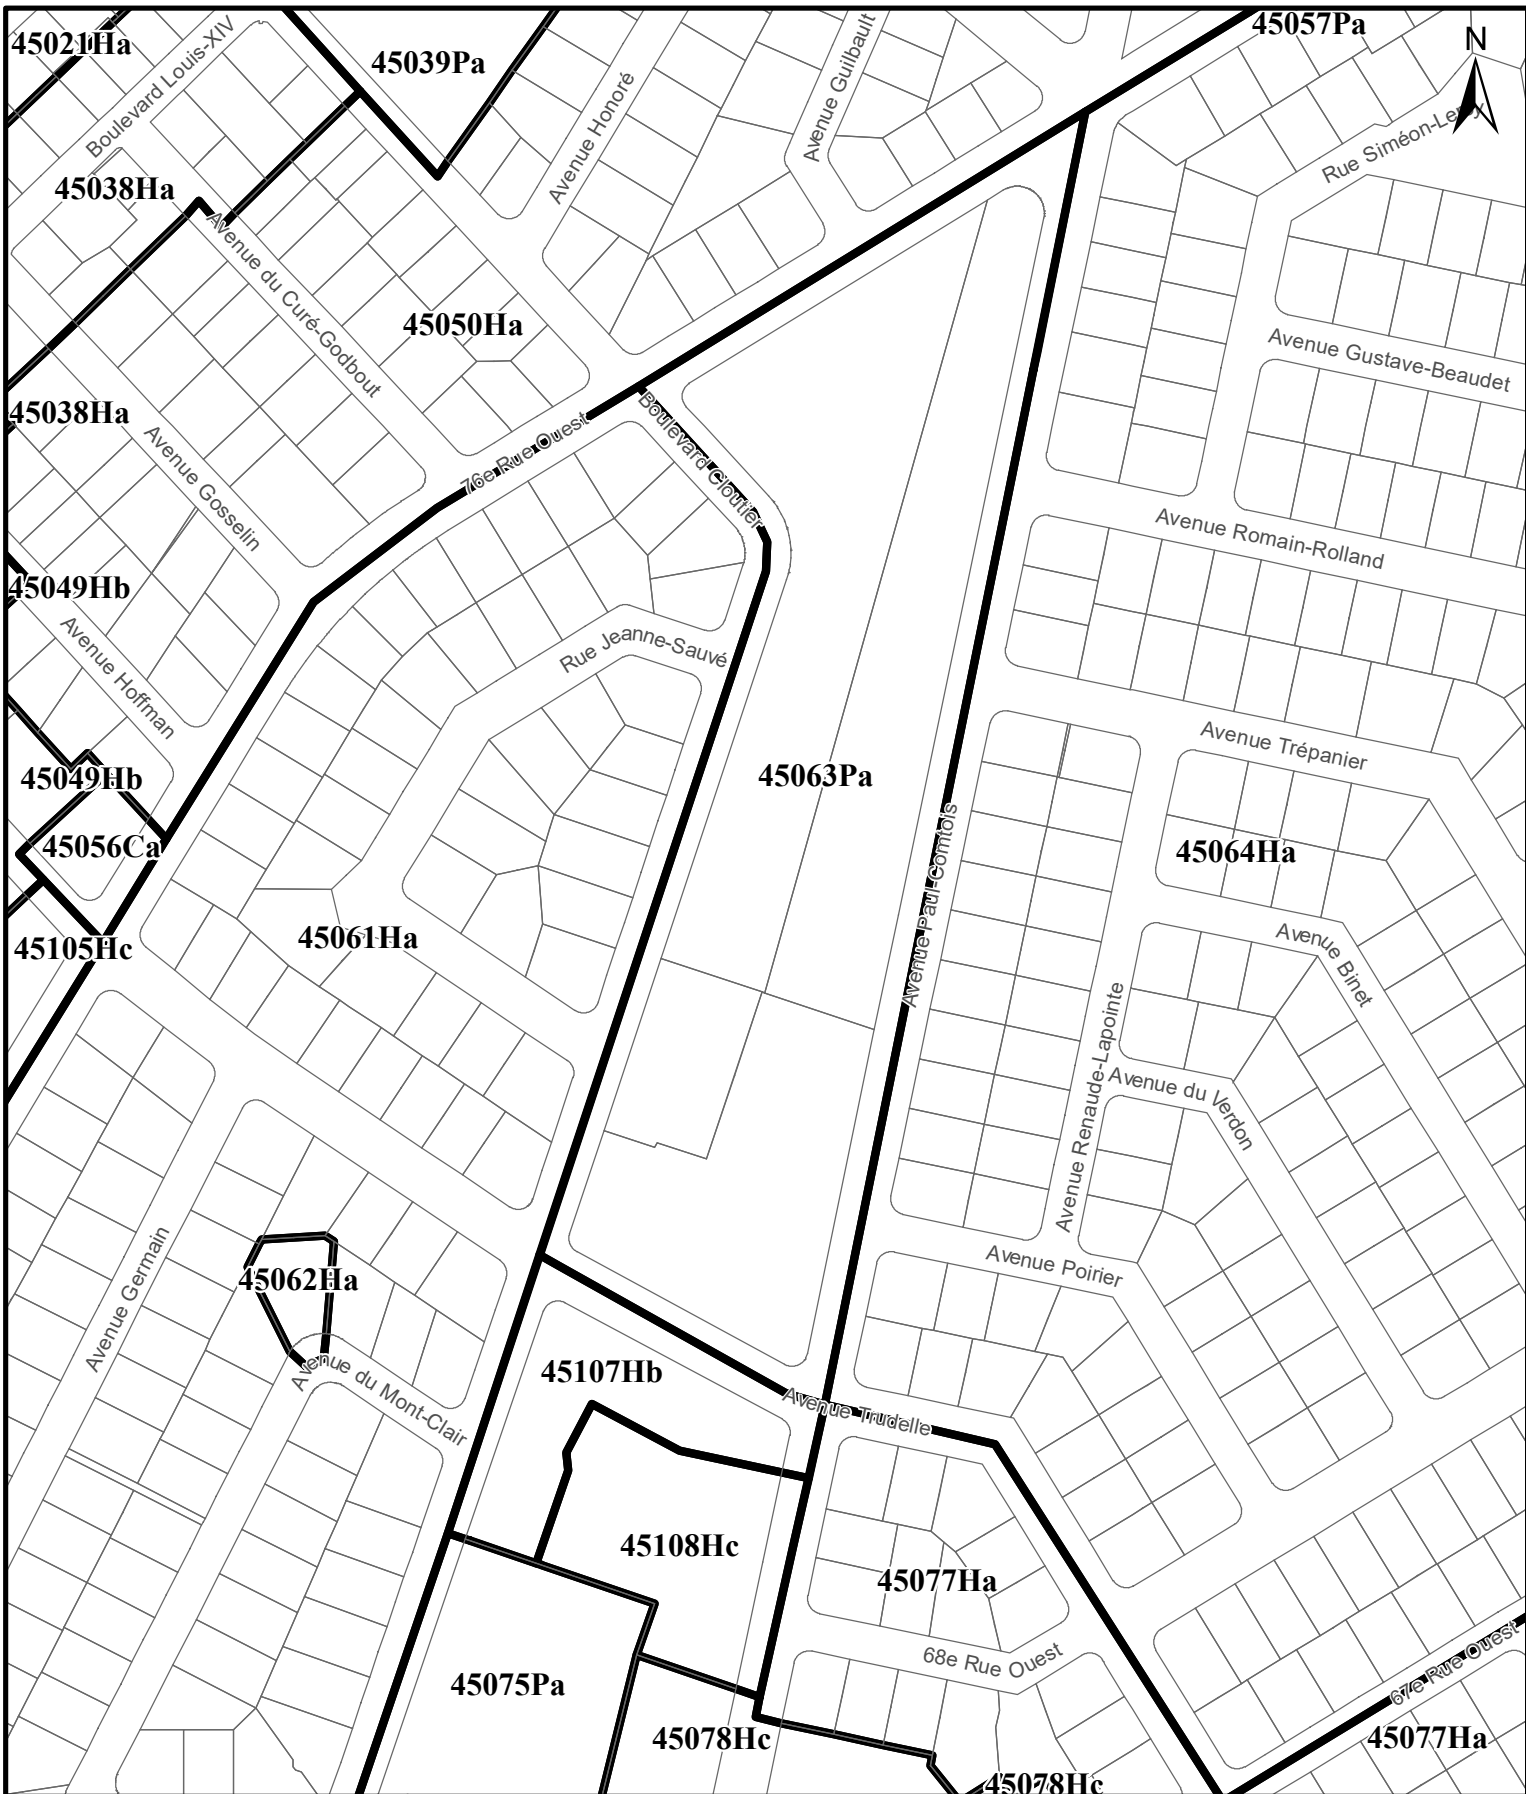 45057Pa
45021Ha
Boulevard Louis-XIV
45039Pa
N
Avenue Guilbault
Avenue Honoré
Rue Siméon-Lerpy
45038Ha
Avenue du Curé-Godbout
45050Ha
Avenue Gustave-Beaudet
45038Ha
Boulevard Cloutier
76e Rue Ouest
Avenue Gosselin
Avenue Romain-Rolland
45049Hb
Avenue Hoffman
Rue Jeanne-Sauvé
Avenue Trépanier
45049Hb
45063Pa
45056Ca
45064Ha
Avenue Paul-Comtois
45061Ha
45105Hc
Avenue Binet
Avenue Renaude-Lapointe
Avenue du Verdon
Avenue Poirier
45062Ha
Avenue Germain
Avenue du Mont-Clair
45107Hb
Avenue Trudelle
45108Hc
45077Ha
68e Rue Ouest
67e Rue Ouest
45075Pa
45078Hc
45077Ha
45078Hc